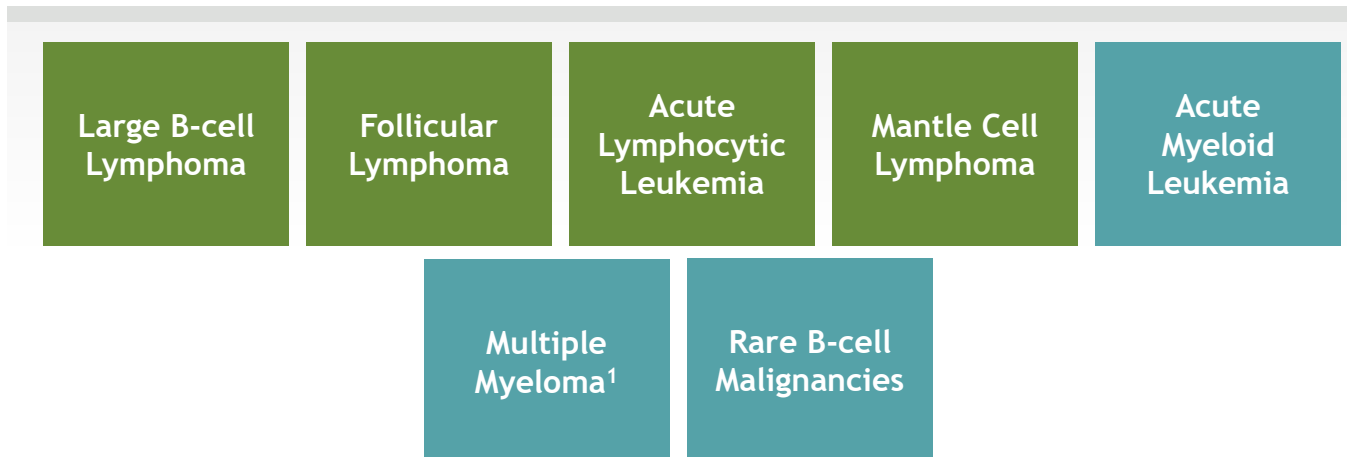 Large B-cell
Lymphoma
Follicular
Lymphoma
Acute
Lymphocytic
Leukemia
Mantle Cell
Lymphoma
Acute
Myeloid
Leukemia
Multiple
Myeloma¹
Rare B-cell
Malignancies